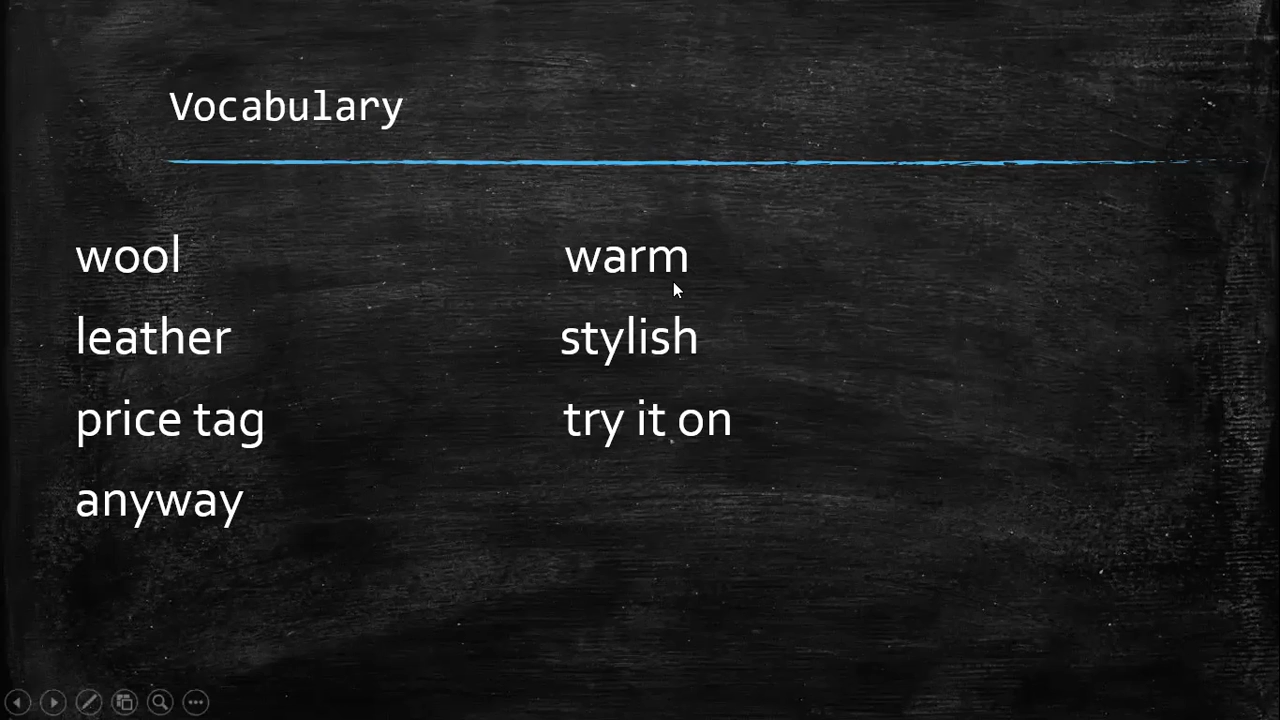 Vocabulary
wool
leather
price tag
anyway
warm
stylish
try it on